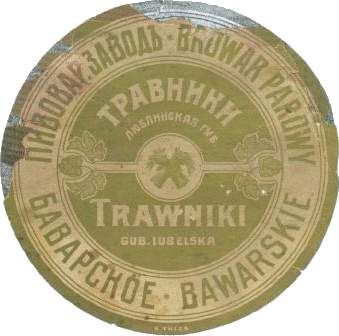 ПИВОВАР. ЗАВОДЪ · BROWAR PAROWY
ТРАВНИКИ
ЛЮБЛИНСКАЯ ГУБ.
TRAWNIKI
GUB. LUBELSKA
БАВАРСКОЕ · BAWARSKIE